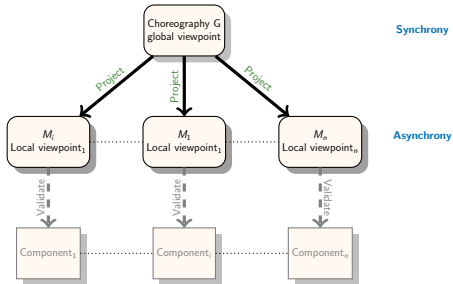 Choreography G
global viewpoint
Synchrony
Project
Project
Project
Mᵢ
Local viewpoint₁
M₁
Local viewpoint₁
Mₙ
Local viewpointₙ
Asynchrony
Validate
Validate
Validate
Component₁
Componentᵢ
Componentₙ